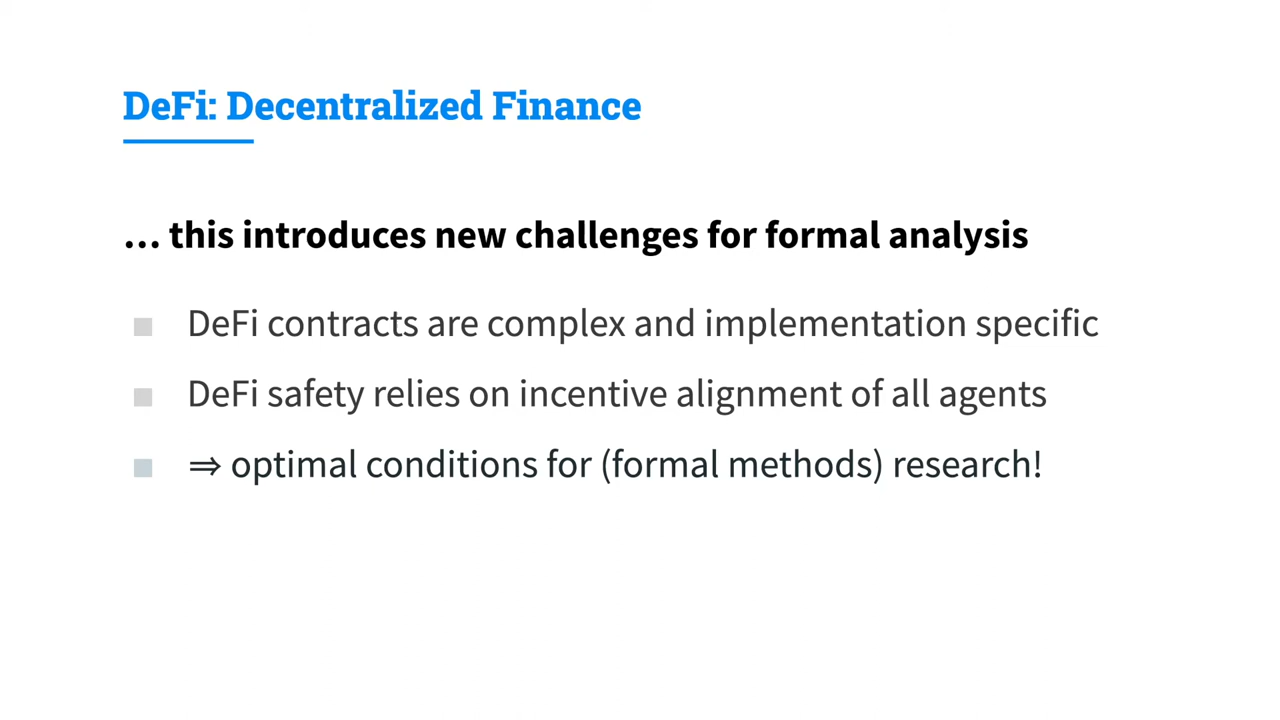 DeFi: Decentralized Finance
… this introduces new challenges for formal analysis
■ DeFi contracts are complex and implementation specific
■ DeFi safety relies on incentive alignment of all agents
■ ⇒ optimal conditions for (formal methods) research!